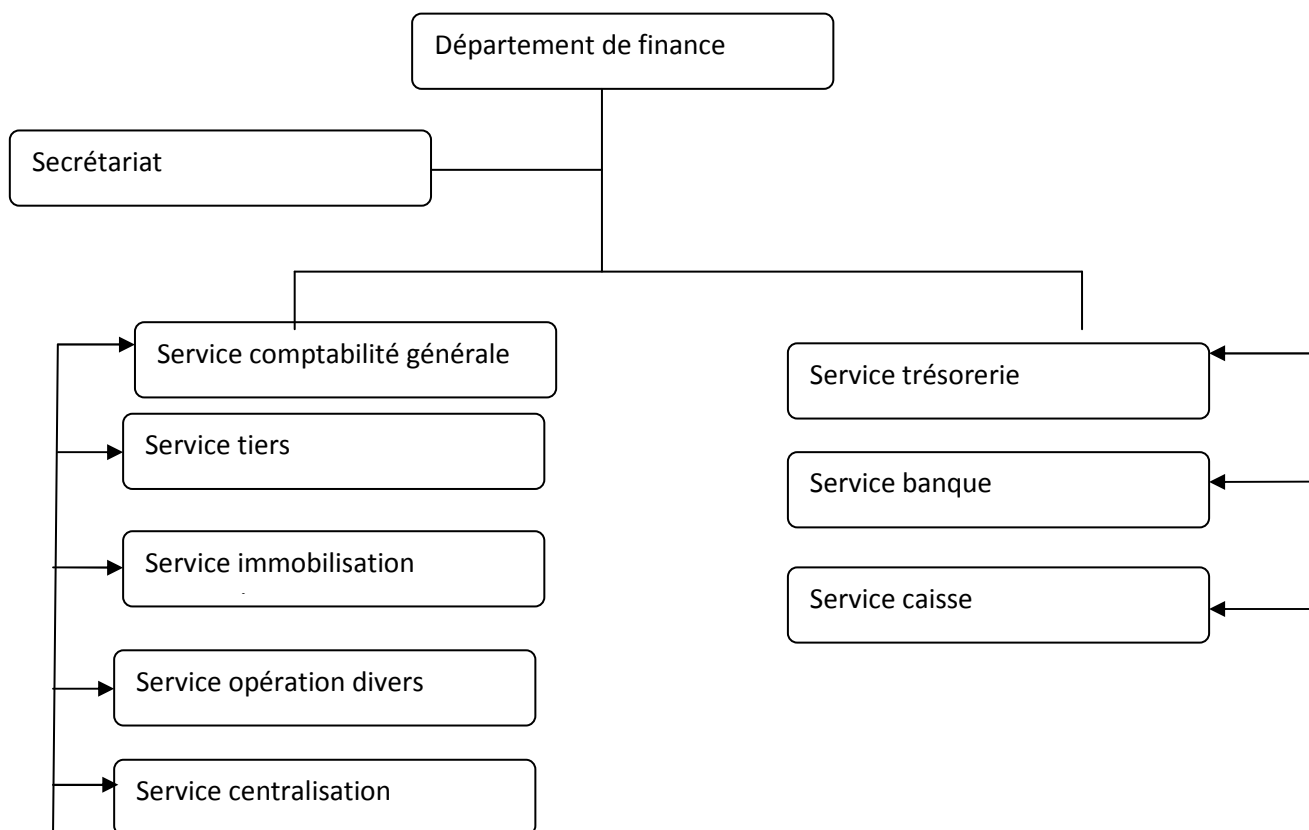 Département de finance
Secrétariat
Service comptabilité générale
Service tiers
Service immobilisation
Service opération divers
Service centralisation
Service trésorerie
Service banque
Service caisse